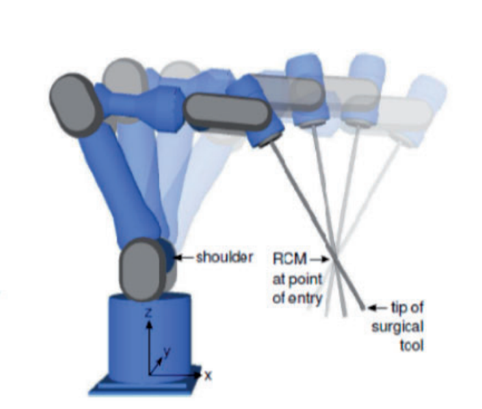 shoulder
RCM
at point
of entry
tip of
surgical
tool
z
y
x